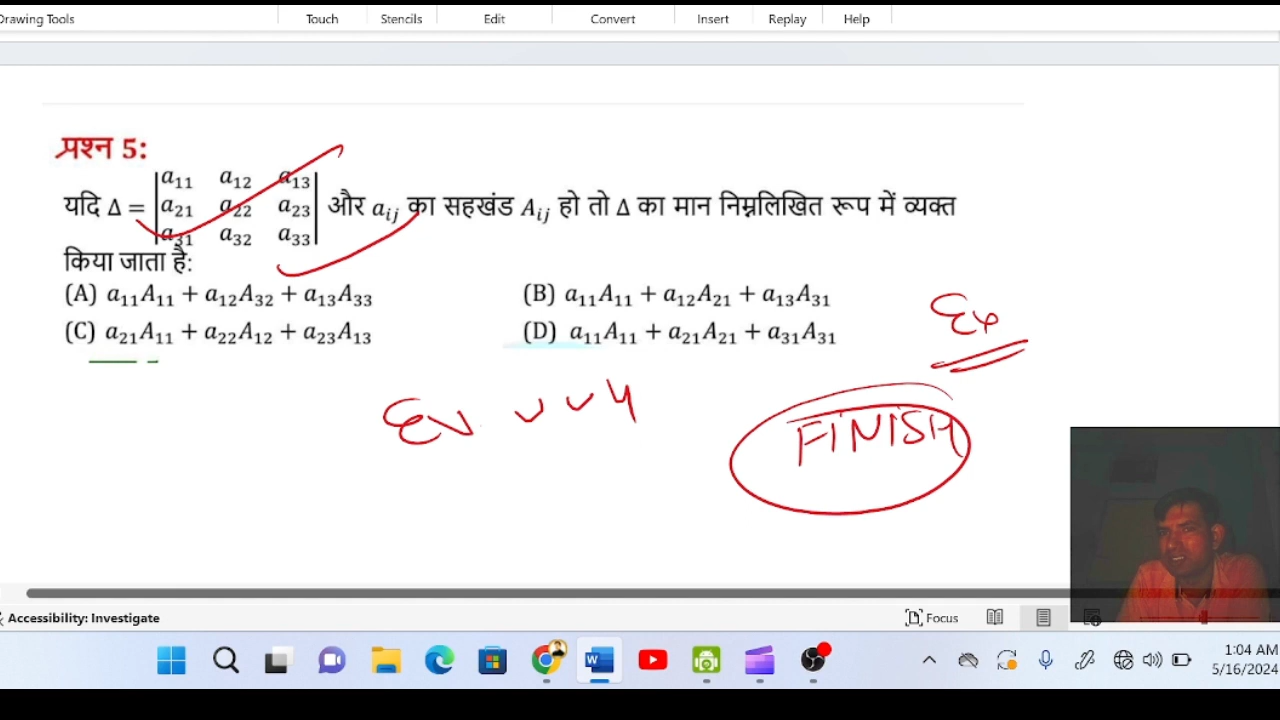 Drawing Tools Touch Stencils Edit Convert Insert Replay Help
प्रश्न 5:
यदि Δ = | a₁₁ a₁₂ a₁₃ | और aᵢⱼ का सहखंड Aᵢⱼ हो तो Δ का मान निम्नलिखित रूप में व्यक्त
a₂₁ a₂₂ a₂₃
a₃₁ a₃₂ a₃₃
किया जाता है:
(A) a₁₁A₁₁ + a₁₂A₃₂ + a₁₃A₃₃ (B) a₁₁A₁₁ + a₁₂A₂₁ + a₁₃A₃₁
(C) a₂₁A₁₁ + a₂₂A₁₂ + a₂₃A₁₃ (D) a₁₁A₁₁ + a₂₁A₂₁ + a₃₁A₃₁
FINISH
Accessibility: Investigate Focus
1:04 AM
5/16/2024